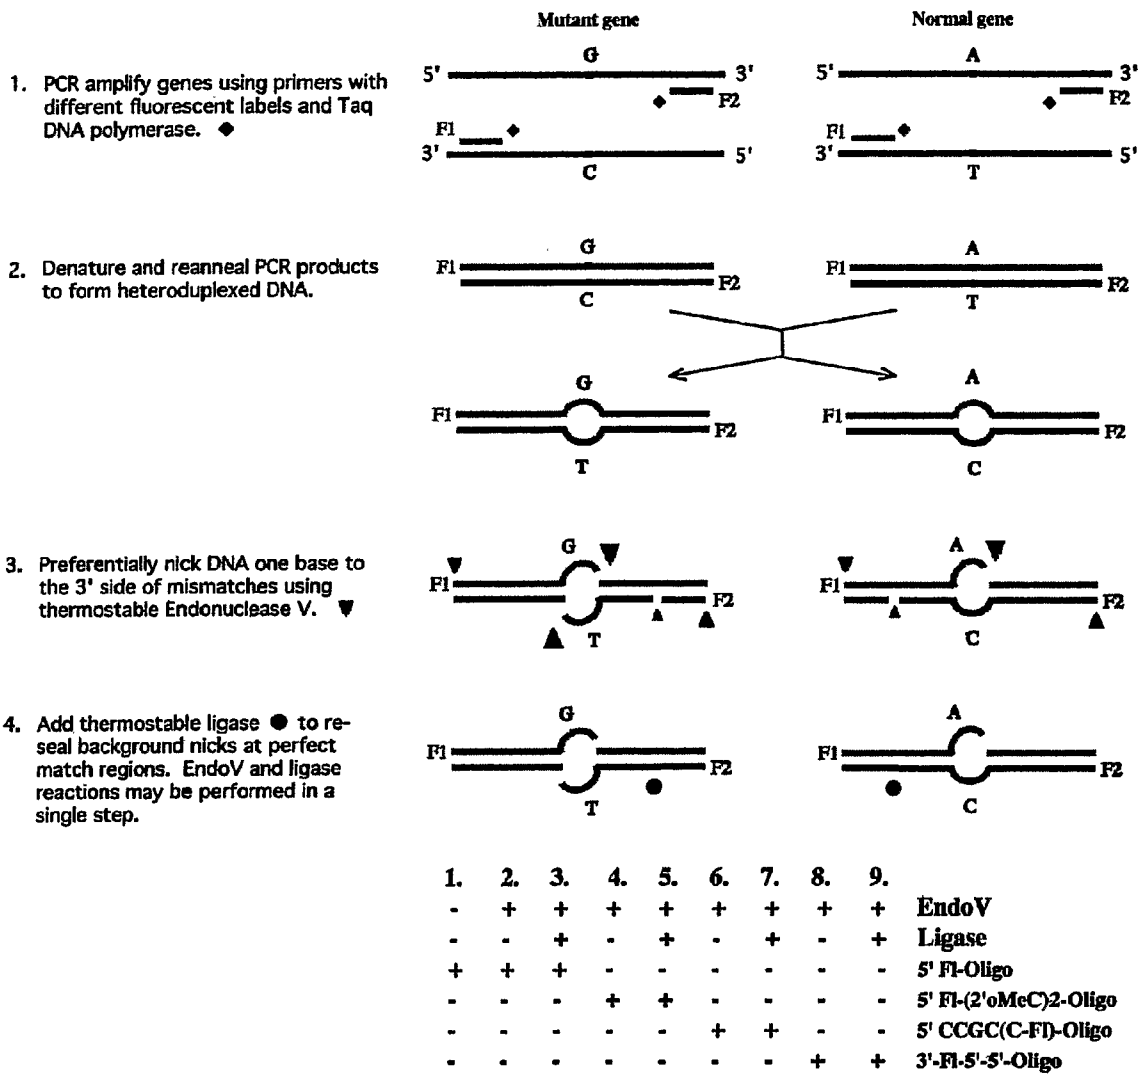 Mutant gene
Normal gene
1. PCR amplify genes using primers with
different fluorescent labels and Taq
DNA polymerase.
G
5' 3'
F2
F1
3' 5'
C
A
5' 3'
F2
F1
3' 5'
T
2. Denature and reanneal PCR products
to form heteroduplexed DNA.
G
F1
F2
C
A
F1
F2
T
G
F1
F2
T
A
F1
F2
C
3. Preferentially nick DNA one base to
the 3' side of mismatches using
thermostable Endonuclease V.
G
F1
F2
T
A
F1
F2
C
4. Add thermostable ligase ● to re-
seal background nicks at perfect
match regions. EndoV and ligase
reactions may be performed in a
single step.
G
F1
F2
T
A
F1
F2
C
1. 2. 3. 4. 5. 6. 7. 8. 9.
- + + + + + + + + EndoV
- - + - + - + - + Ligase
+ + + - - - - - - 5' Fl-Oligo
- - - + + - - - - 5' Fl-(2'oMeC)2-Oligo
- - - - - + + - - 5' CCGC(C-Fl)-Oligo
- - - - - - - + + 3'-Fl-5'-5'-Oligo